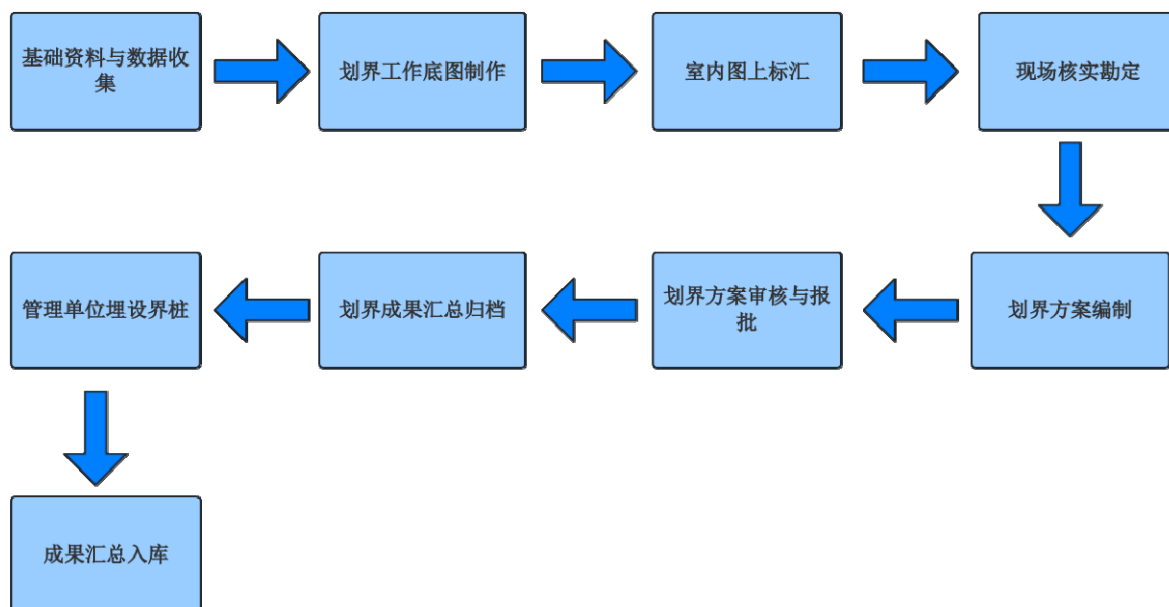 基础资料与数据收
集
划界工作底图制作
室内图上标汇
现场核实勘定
划界方案编制
划界方案审核与报
批
划界成果汇总归档
管理单位埋设界桩
成果汇总入库